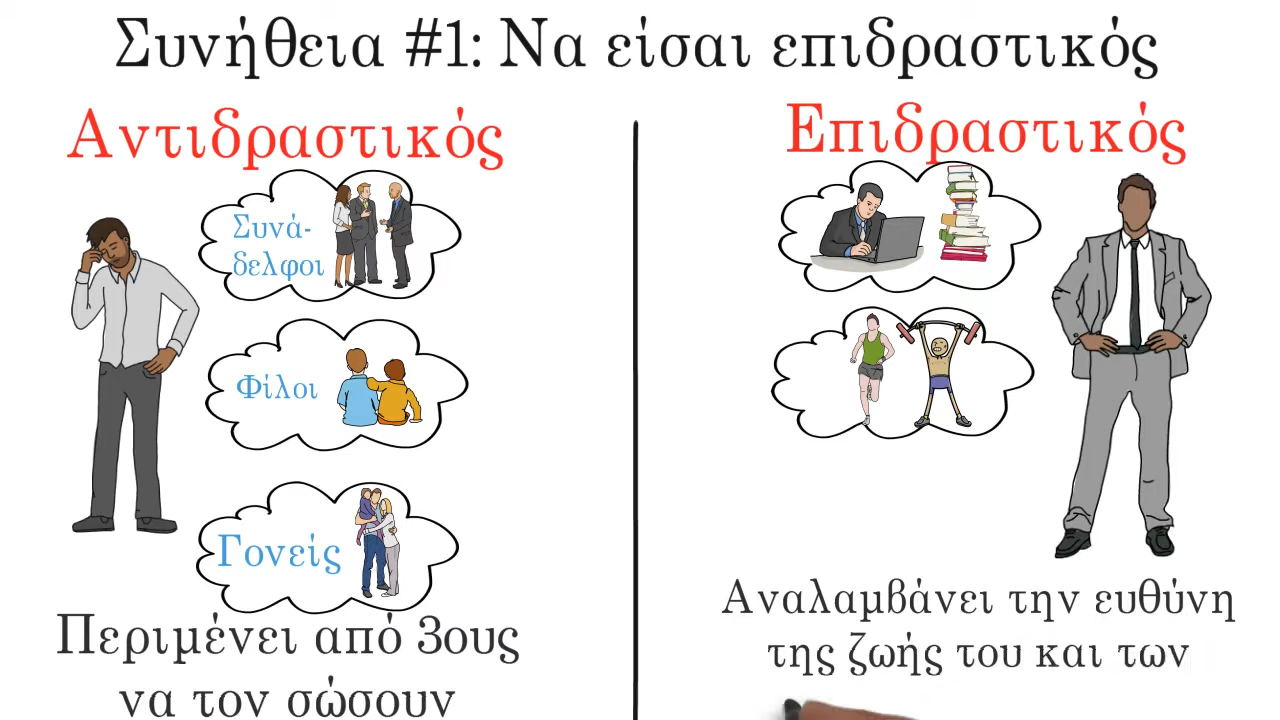 Συνήθεια #1: Να είσαι επιδραστικός
Αντιδραστικός
Συνά-
δελφοι
Φίλοι
Γονείς
Περιμένει από 3ους
να τον σώσουν
Επιδραστικός
Αναλαμβάνει την ευθύνη
της ζωής του και των